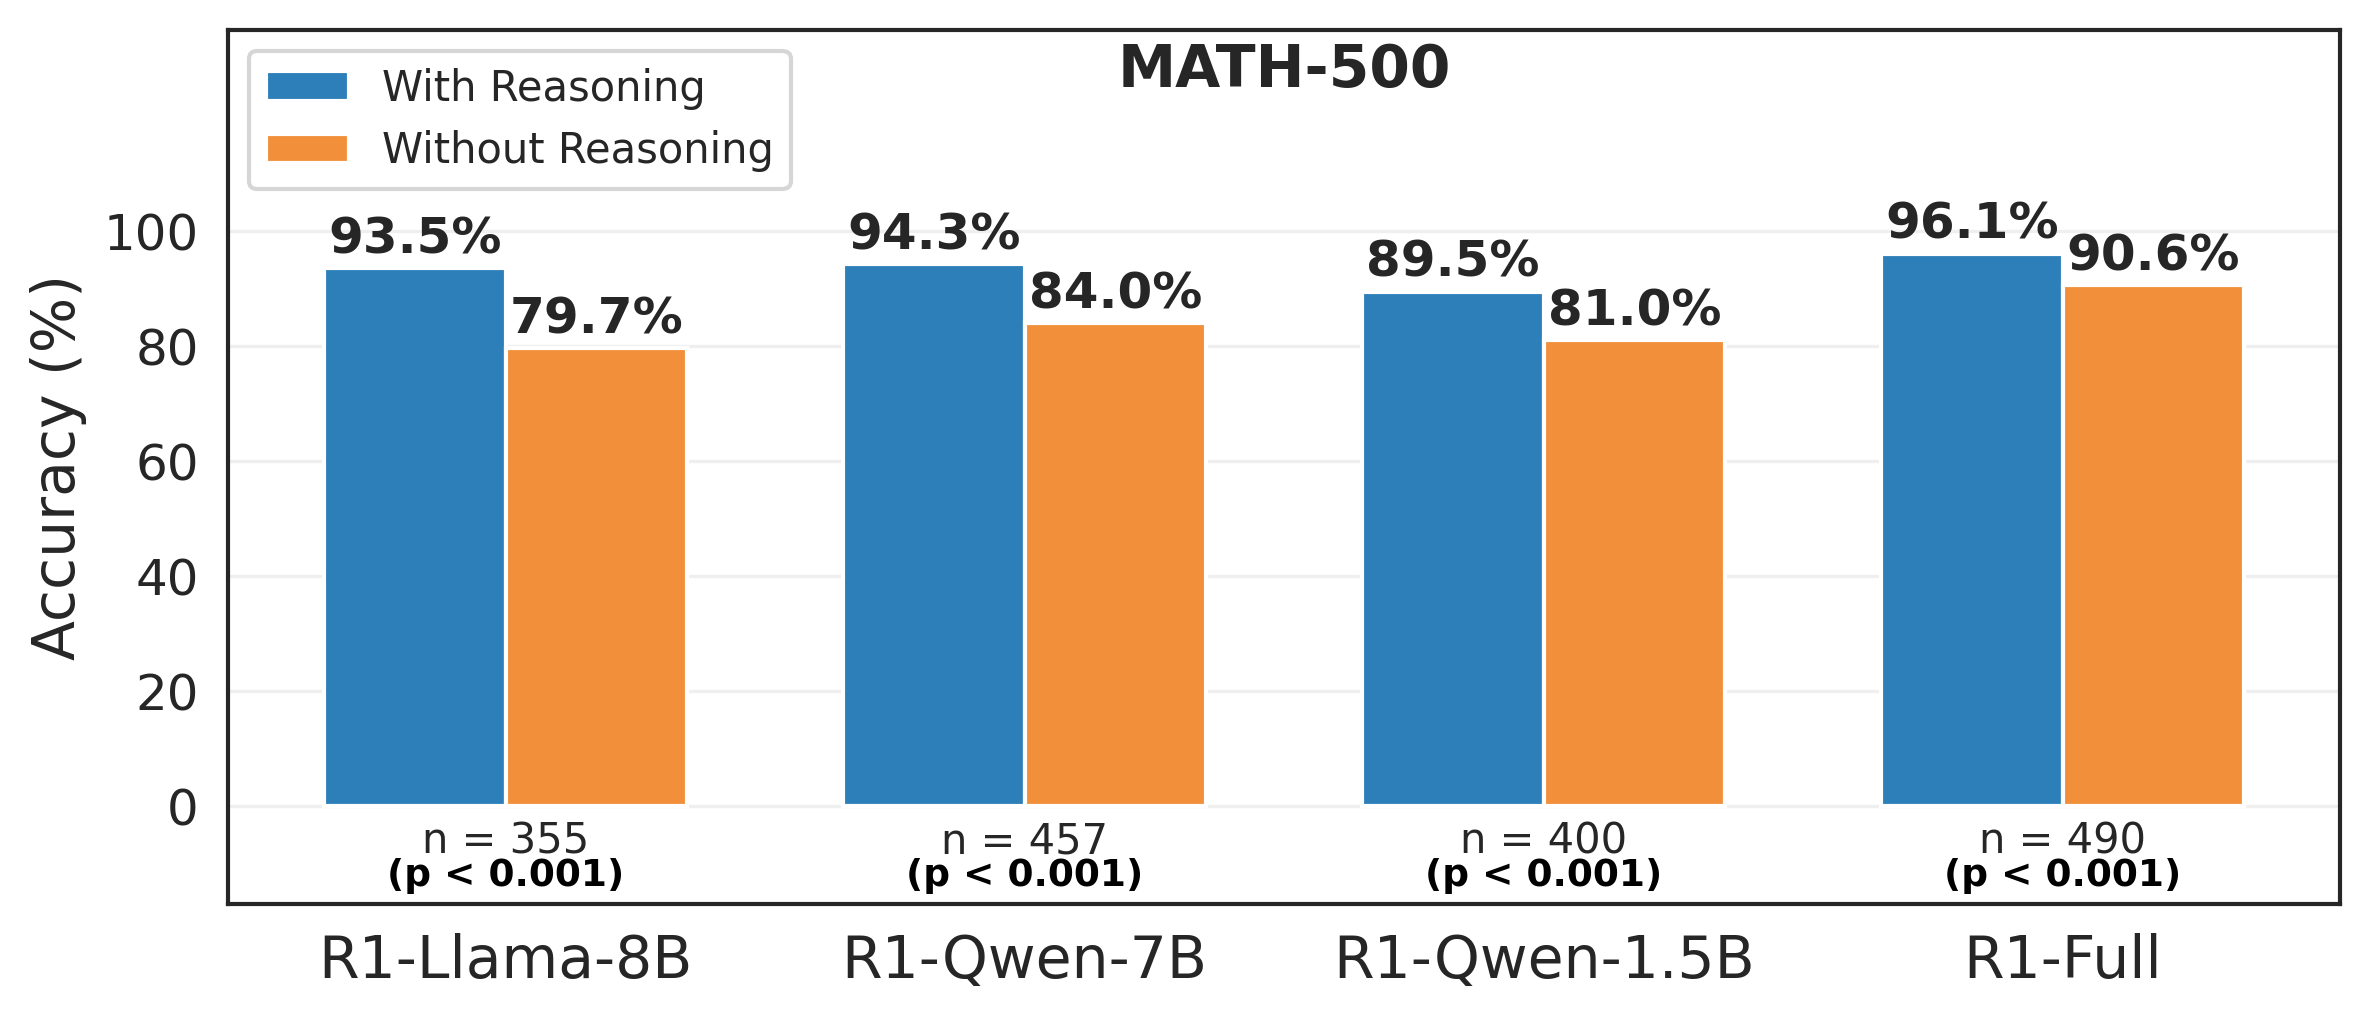 MATH-500
With Reasoning
Without Reasoning
Accuracy (%)
100
80
60
40
20
0
93.5%
79.7%
94.3%
84.0%
89.5%
81.0%
96.1%
90.6%
n = 355
(p < 0.001)
n = 457
(p < 0.001)
n = 400
(p < 0.001)
n = 490
(p < 0.001)
R1-Llama-8B
R1-Qwen-7B
R1-Qwen-1.5B
R1-Full